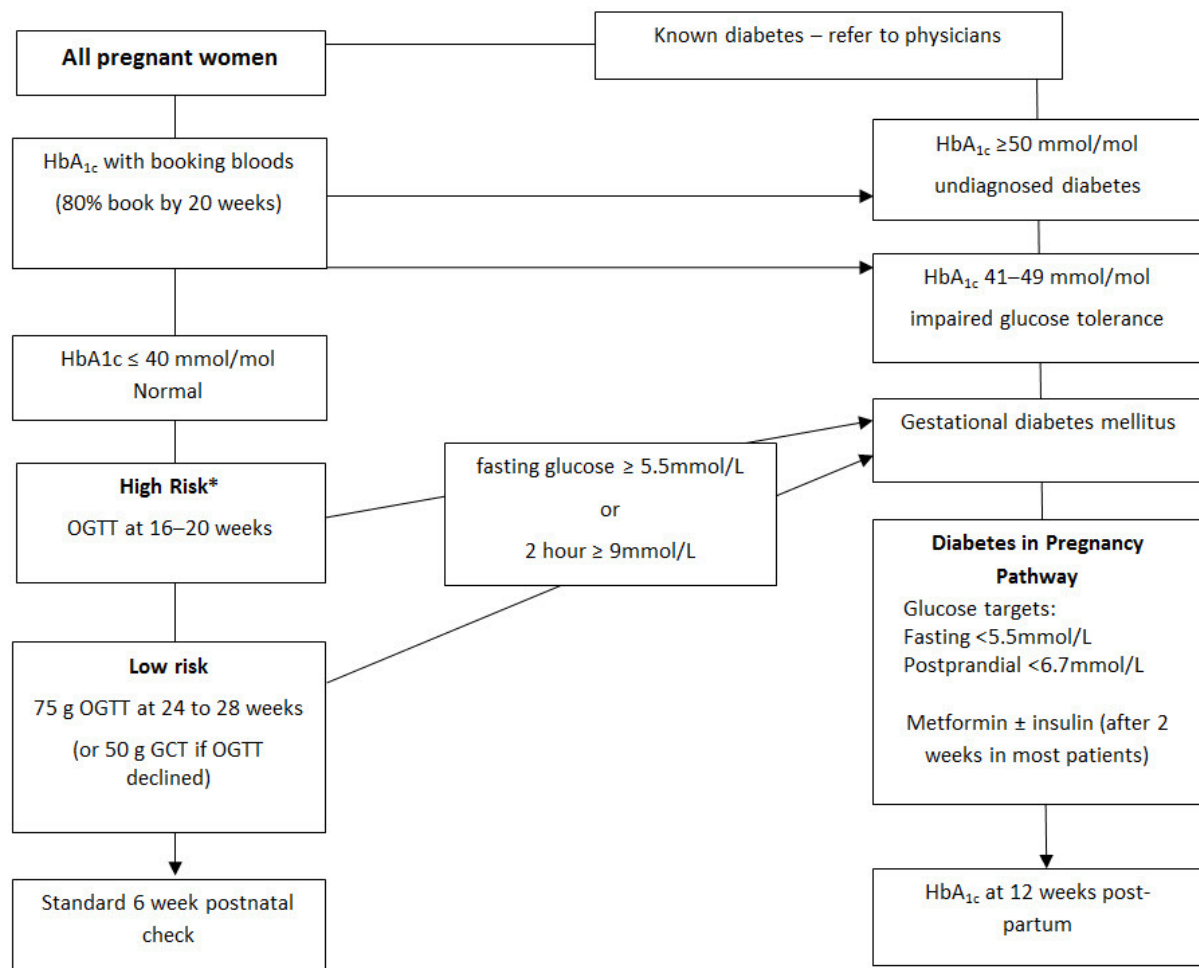 All pregnant women
Known diabetes – refer to physicians
HbA₁c with booking bloods
(80% book by 20 weeks)
HbA₁c ≥50 mmol/mol
undiagnosed diabetes
HbA₁c 41–49 mmol/mol
impaired glucose tolerance
HbA1c ≤ 40 mmol/mol
Normal
Gestational diabetes mellitus
High Risk*
OGTT at 16–20 weeks
fasting glucose ≥ 5.5mmol/L
or
2 hour ≥ 9mmol/L
Low risk
75 g OGTT at 24 to 28 weeks
(or 50 g GCT if OGTT
declined)
Diabetes in Pregnancy
Pathway
Glucose targets:
Fasting <5.5mmol/L
Postprandial <6.7mmol/L
Metformin ± insulin (after 2
weeks in most patients)
Standard 6 week postnatal
check
HbA₁c at 12 weeks post-
partum